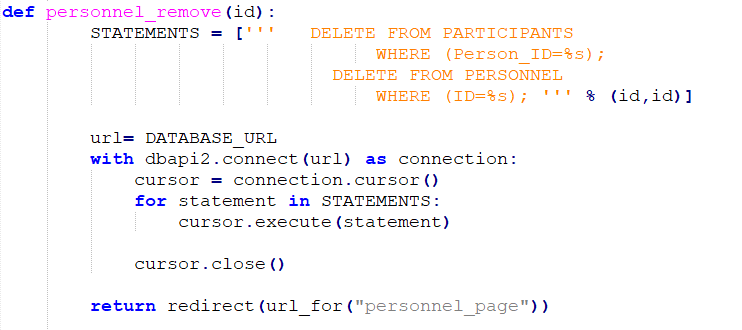 def personnel_remove(id):
        STATEMENTS = ['''   DELETE FROM PARTICIPANTS
                                  WHERE (Person_ID=%s);
                              DELETE FROM PERSONNEL
                                  WHERE (ID=%s); ''' % (id,id)]
        url= DATABASE_URL
        with dbapi2.connect(url) as connection:
            cursor = connection.cursor()
            for statement in STATEMENTS:
                cursor.execute(statement)
            cursor.close()
        return redirect(url_for("personnel_page"))